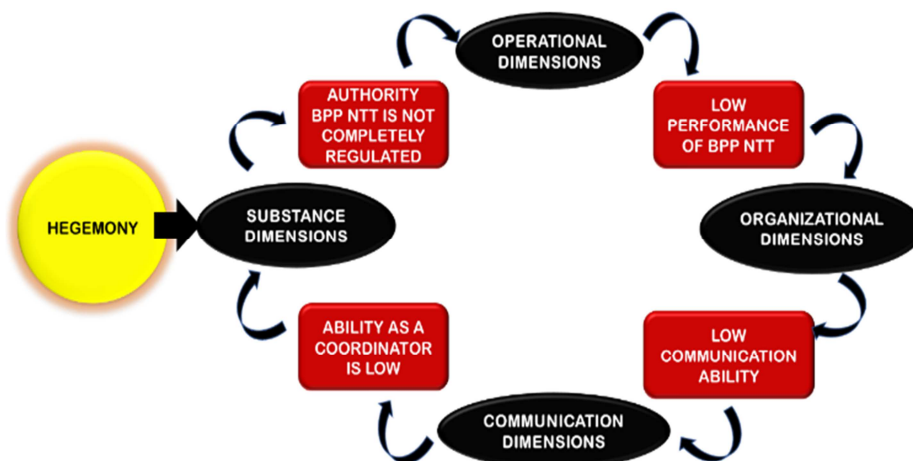 OPERATIONAL
DIMENSIONS
AUTHORITY
BPP NTT IS NOT
COMPLETELY
REGULATED
LOW
PERFORMANCE
OF BPP NTT
HEGEMONY
SUBSTANCE
DIMENSIONS
ORGANIZATIONAL
DIMENSIONS
ABILITY AS A
COORDINATOR
IS LOW
LOW
COMMUNICATION
ABILITY
COMMUNICATION
DIMENSIONS